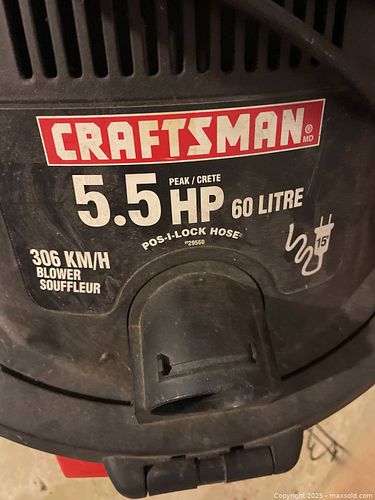 CRAFTSMAN®
MD
PEAK / CRETE
5.5 HP 60 LITRE
POS-I-LOCK HOSE®
#29560
306 KM/H
BLOWER
SOUFFLEUR
15'
Copyright © 2025 - maxsold.com